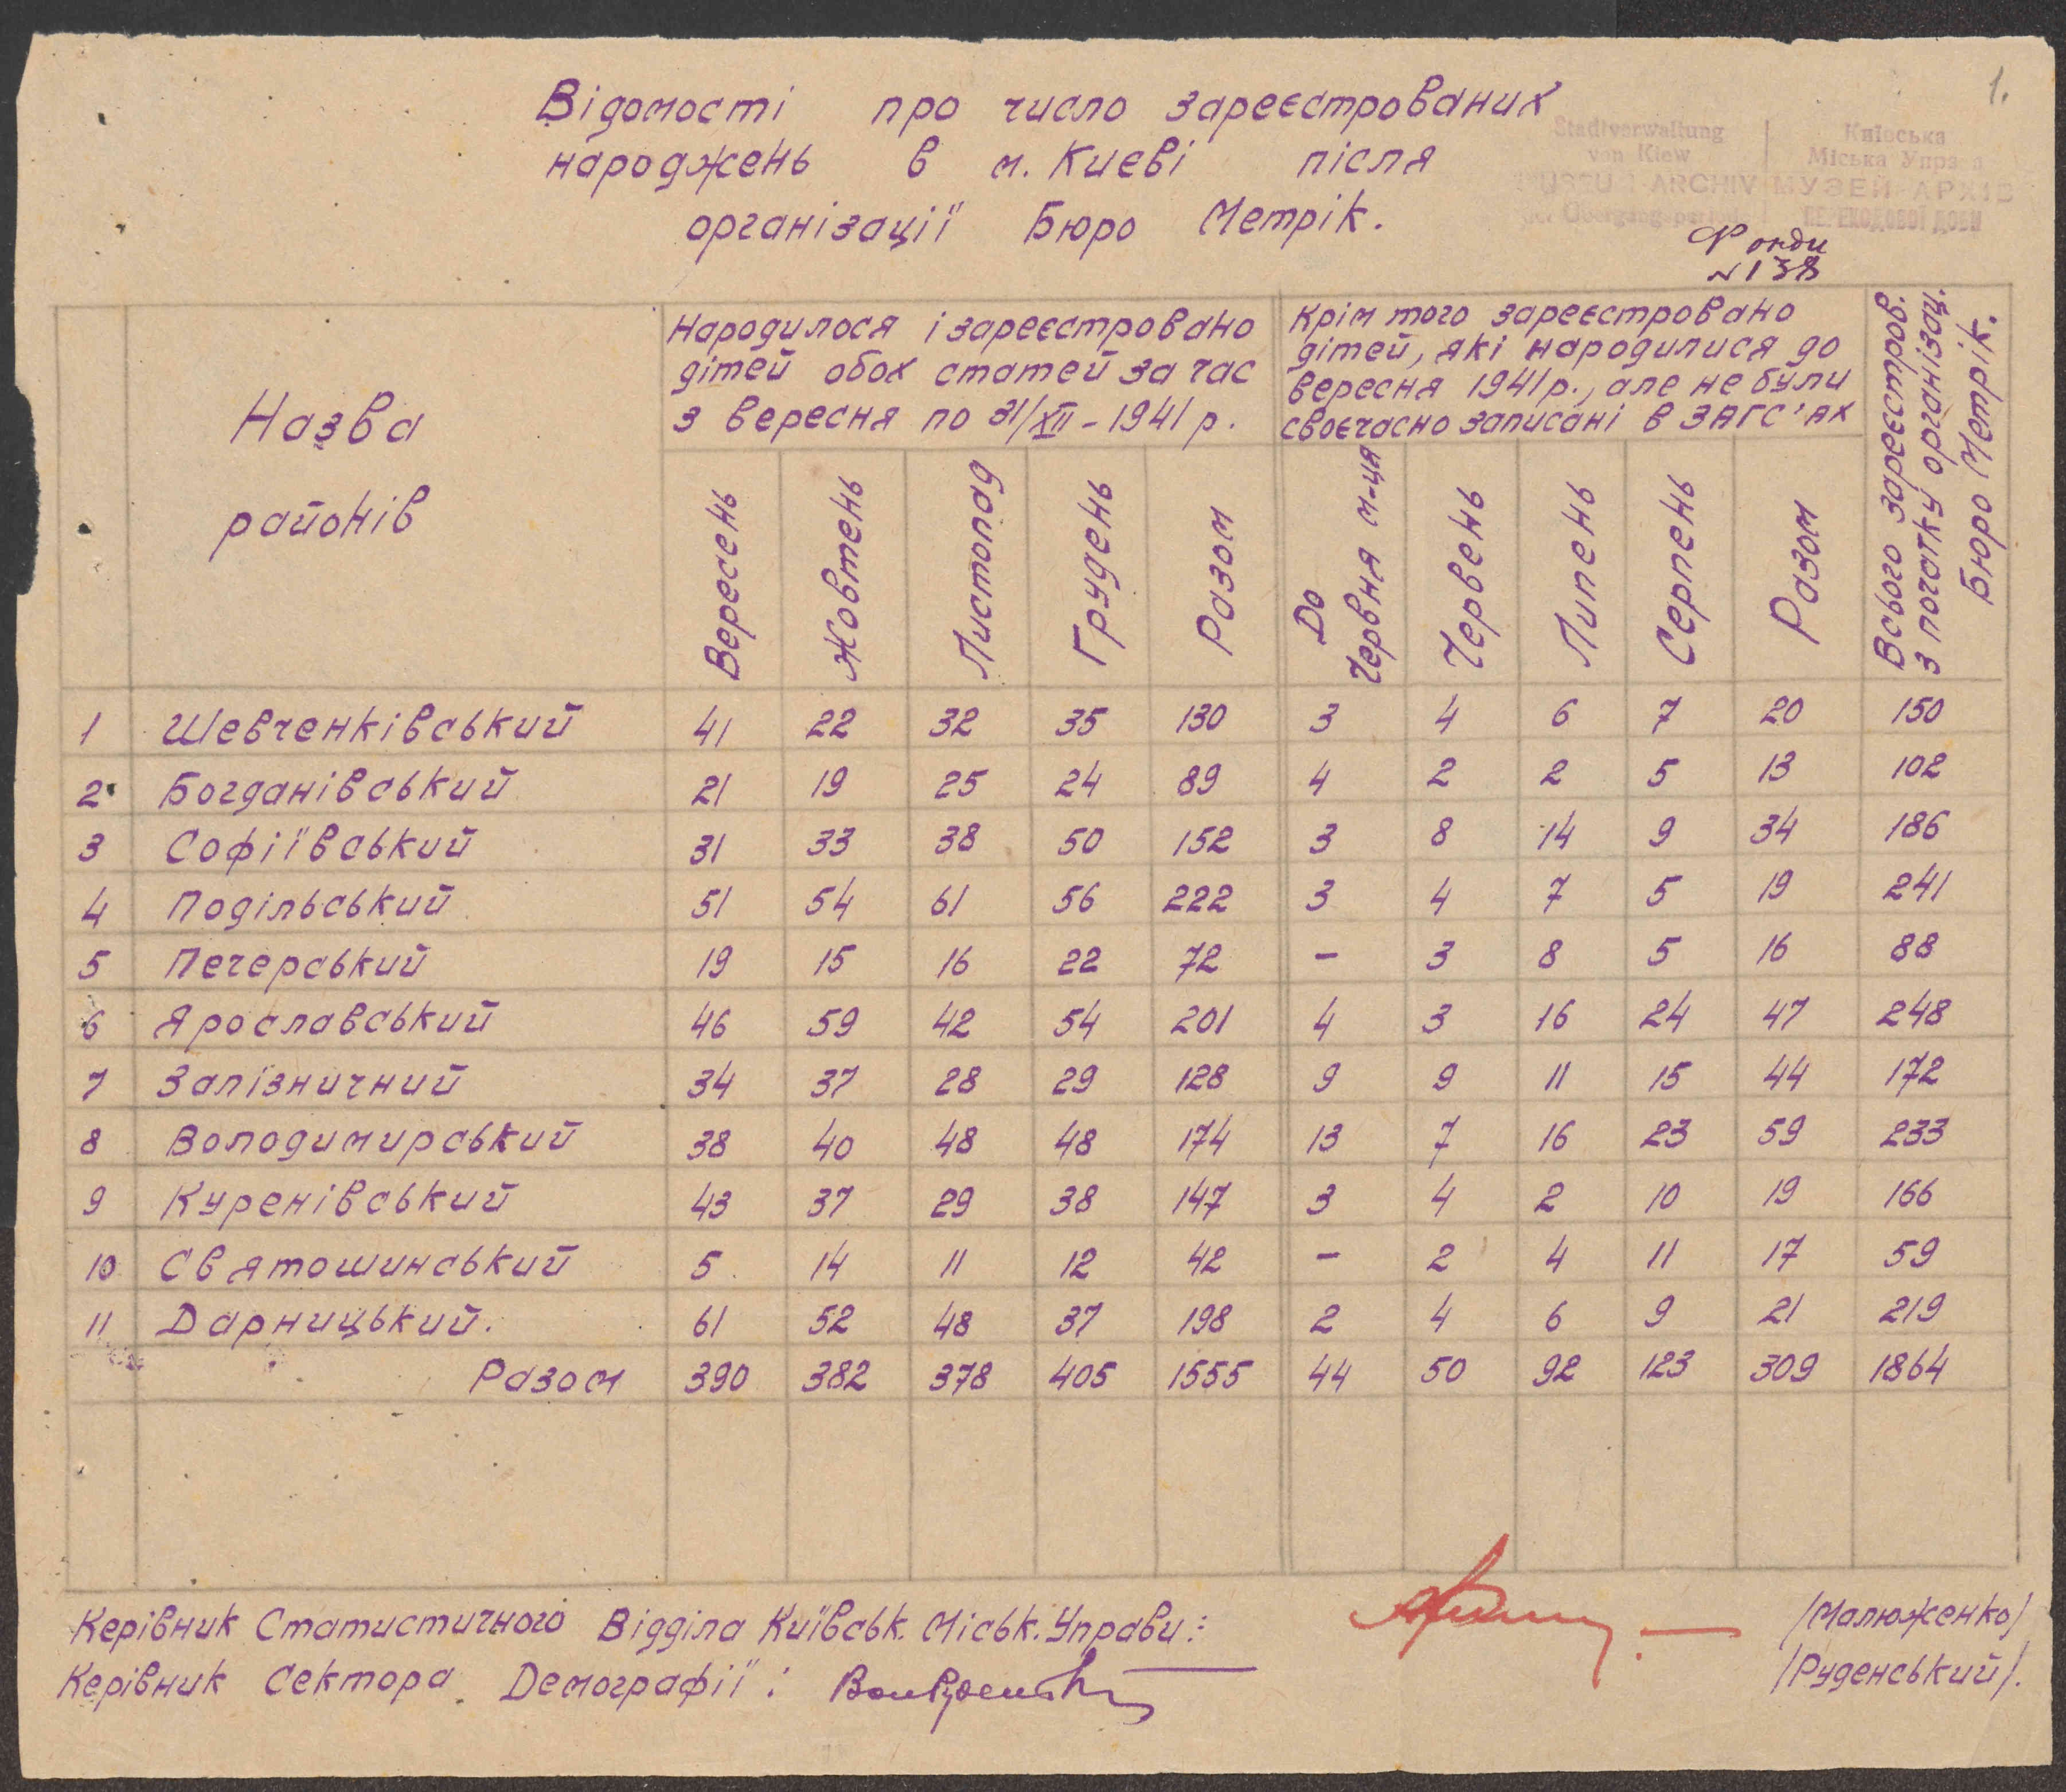 1.
Відомості про число зареєстрованих
народжень в м. Києві після
організації Бюро Метрік.
Stadtverwaltung
von Kiew
ARCHIV
Київська
Міська Управа
МУЗЕЙ-АРХІВ
ПЕРЕХОДОВОЇ ДОБИ
Фонди
№138
Назва
районів
Народилося і зареєстровано
дітей обох статей за час
з вересня по 31/XII-1941 р.
Крім того зареєстровано
дітей, які народилися до
вересня 1941р., але не були
своєчасно записані в ЗАГС'ах
Всього зареєстров.
з початку організац.
Бюро Метрік.
Вересень Жовтень Листопад Грудень Разом До Червня м-ця Червень Липень Серпень Разом
1 Шевченківський 41 22 32 35 130 3 4 6 7 20 150
2 Богданівський 21 19 25 24 89 4 2 2 5 13 102
3 Софіївський 31 33 38 50 152 3 8 14 9 34 186
4 Подільський 51 54 61 56 222 3 4 7 5 19 241
5 Печерський 19 15 16 22 72 – 3 8 5 16 88
6 Ярославський 46 59 42 54 201 4 3 16 24 47 248
7 Залізничний 34 37 28 29 128 9 9 11 15 44 172
8 Володимирський 38 40 48 48 174 13 7 16 23 59 233
9 Куренівський 43 37 29 38 147 3 4 2 10 19 166
10 Святошинський 5 14 11 12 42 – 2 4 11 17 59
11 Дарницький. 61 52 48 37 198 2 4 6 9 21 219
Разом 390 382 378 405 1555 44 50 92 123 309 1864
Керівник Статистичного Відділа Київськ. Міськ. Управи: /Малюженко/
Керівник Сектора Демографії: /Руденський/.